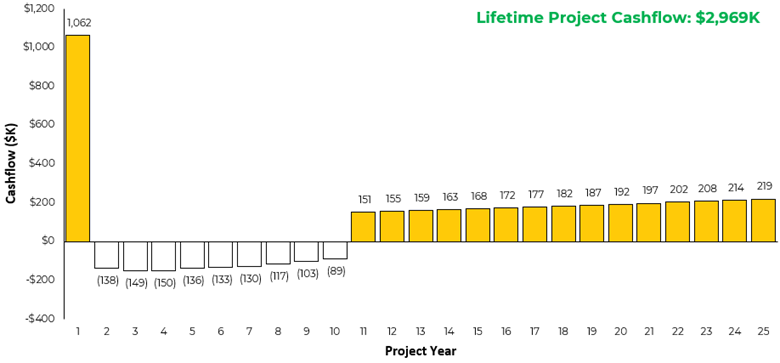 Lifetime Project Cashflow: $2,969K
Cashflow ($K)
$1,200
$1,000
$800
$600
$400
$200
$0
-$200
-$400
1,062
(138) (149) (150) (136) (133) (130) (117) (103) (89)
151 155 159 163 168 172 177 182 187 192 197 202 208 214 219
1 2 3 4 5 6 7 8 9 10 11 12 13 14 15 16 17 18 19 20 21 22 23 24 25
Project Year